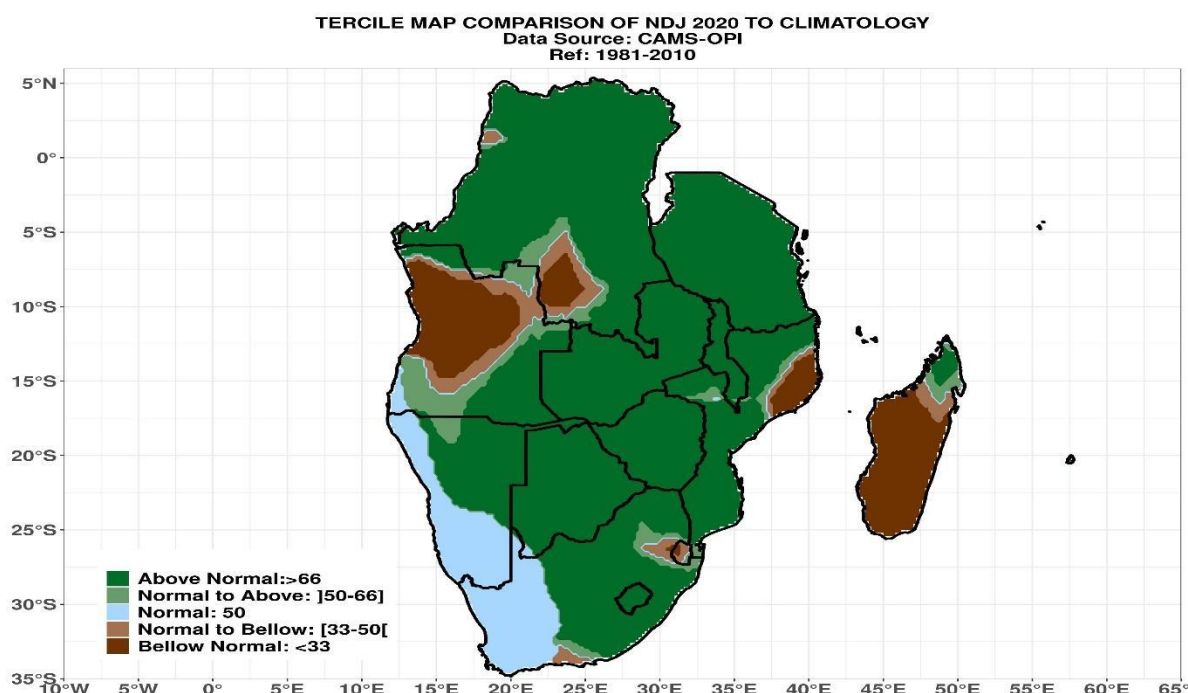 TERCILE MAP COMPARISON OF NDJ 2020 TO CLIMATOLOGY
Data Source: CAMS-OPI
Ref: 1981-2010
5°N
0°
5°S
10°S
15°S
20°S
25°S
30°S
35°S
Above Normal:>66
Normal to Above: ]50-66]
Normal: 50
Normal to Bellow: [33-50[
Bellow Normal: <33
10°W 5°W 0° 5°E 10°E 15°E 20°E 25°E 30°E 35°E 40°E 45°E 50°E 55°E 60°E 65°E